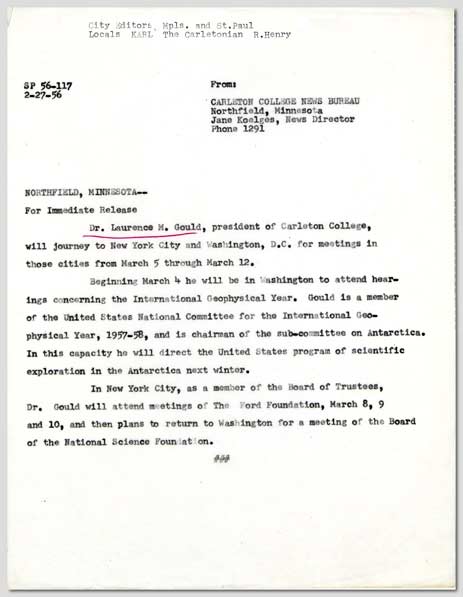 City Editors, Mpls. and St.Paul
Locals KARL The Carletonian R.Henry
SP 56-117
2-27-56
From:
CARLETON COLLEGE NEWS BUREAU
Northfield, Minnesota
Jane Koelges, News Director
Phone 1291
NORTHFIELD, MINNESOTA--
For Immediate Release
Dr. Laurence M. Gould, president of Carleton College,
will journey to New York City and Washington, D.C. for meetings in
those cities from March 5 through March 12.
Beginning March 4 he will be in Washington to attend hear-
ings concerning the International Geophysical Year. Gould is a member
of the United States National Committee for the International Geo-
physical Year, 1957-58, and is chairman of the sub-committee on Antarctica.
In this capacity he will direct the United States program of scientific
exploration in the Antarctica next winter.
In New York City, as a member of the Board of Trustees,
Dr. Gould will attend meetings of The Ford Foundation, March 8, 9
and 10, and then plans to return to Washington for a meeting of the Board
of the National Science Foundation.
###